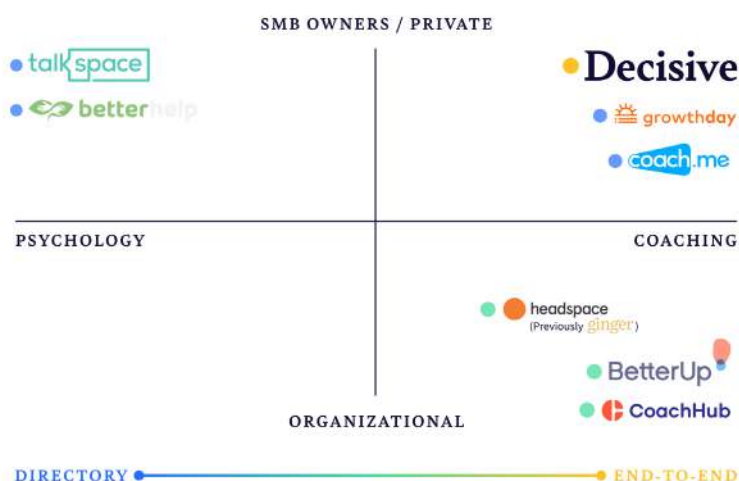 SMB OWNERS / PRIVATE
talkspace
betterhelp
Decisive
growthday
coach.me
PSYCHOLOGY
COACHING
headspace
(Previously ginger)
BetterUp
CoachHub
ORGANIZATIONAL
DIRECTORY
END-TO-END